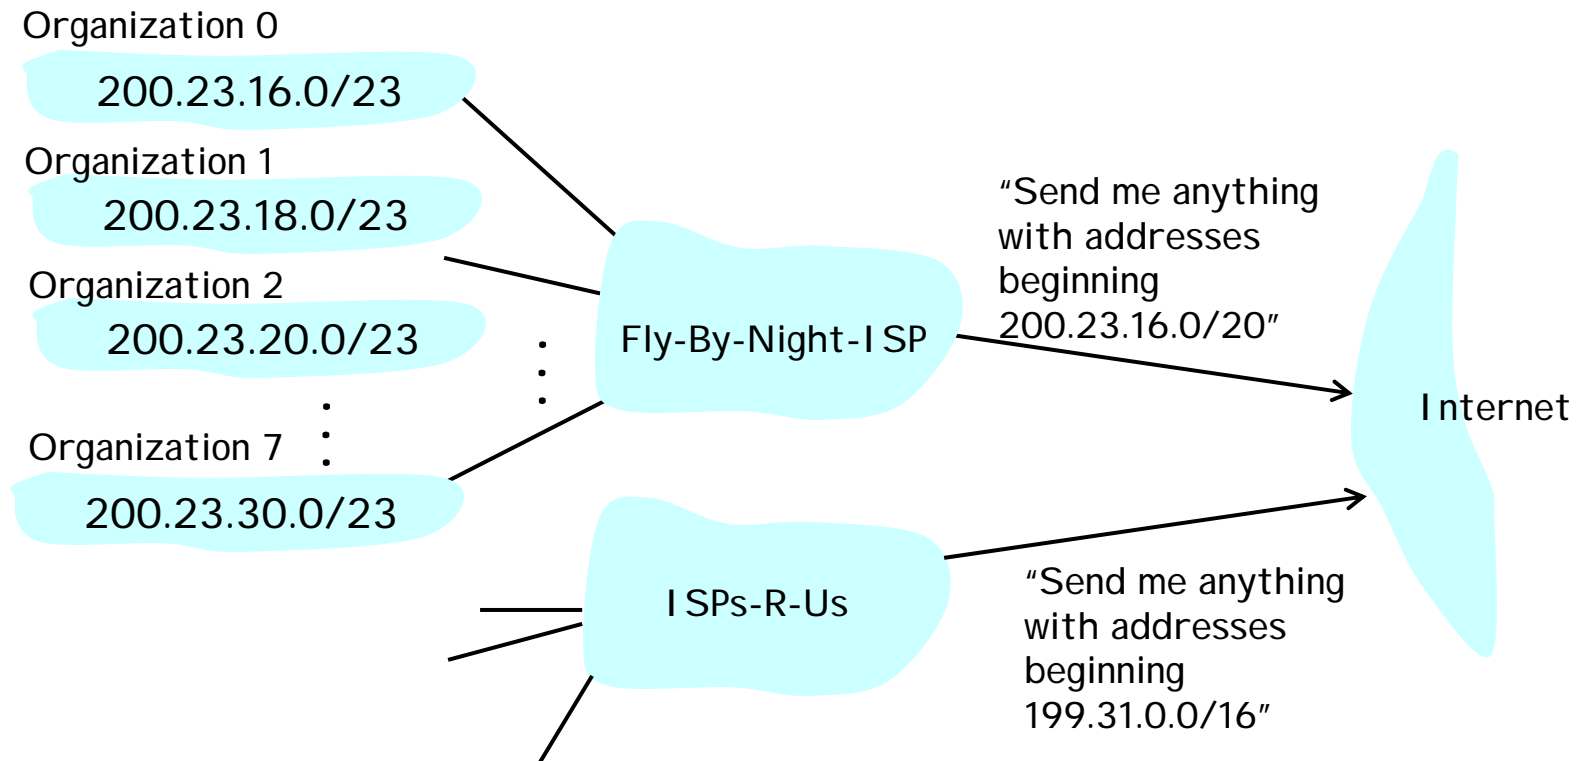 Organization 0
200.23.16.0/23
Organization 1
200.23.18.0/23
Organization 2
200.23.20.0/23
Organization 7
200.23.30.0/23
Fly-By-Night-ISP
ISPs-R-Us
“Send me anything
with addresses
beginning
200.23.16.0/20”
“Send me anything
with addresses
beginning
199.31.0.0/16”
Internet